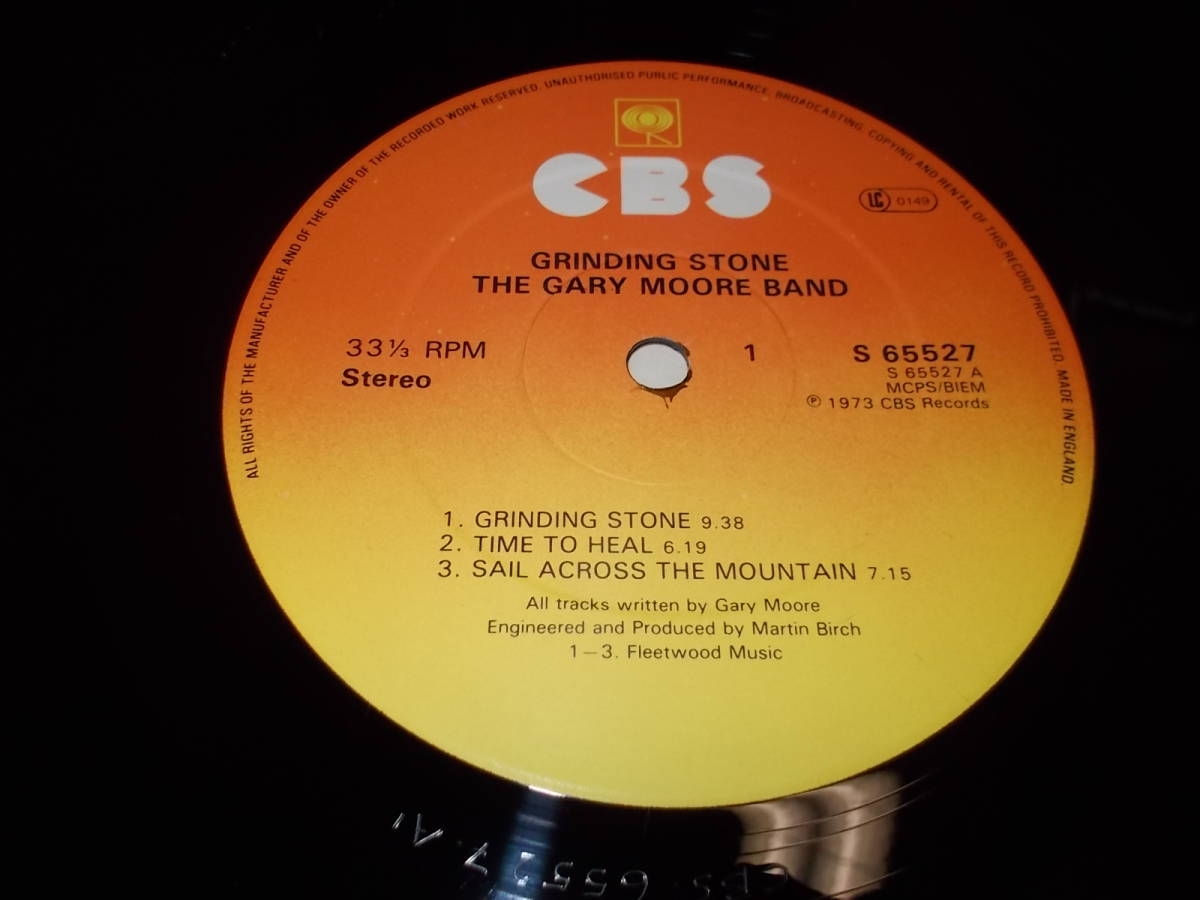 ALL RIGHTS OF THE MANUFACTURER AND OF THE OWNER OF THE RECORDED WORK RESERVED. UNAUTHORISED PUBLIC PERFORMANCE, BROADCASTING, COPYING AND RENTAL OF THIS RECORD PROHIBITED. MADE IN ENGLAND.
CBS
LC 0149
GRINDING STONE
THE GARY MOORE BAND
33⅓ RPM
Stereo
1
S 65527
S 65527 A
MCPS/BIEM
℗ 1973 CBS Records
1. GRINDING STONE 9.38
2. TIME TO HEAL 6.19
3. SAIL ACROSS THE MOUNTAIN 7.15
All tracks written by Gary Moore
Engineered and Produced by Martin Birch
1–3. Fleetwood Music
CBS 65527 A1